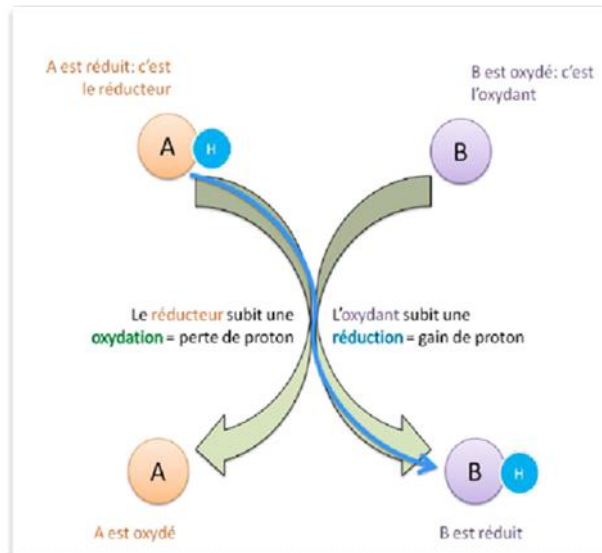 A est réduit: c'est
le réducteur
B est oxydé: c'est
l'oxydant
A
H
B
Le réducteur subit une
oxydation = perte de proton
L'oxydant subit une
réduction = gain de proton
A
B
H
A est oxydé
B est réduit